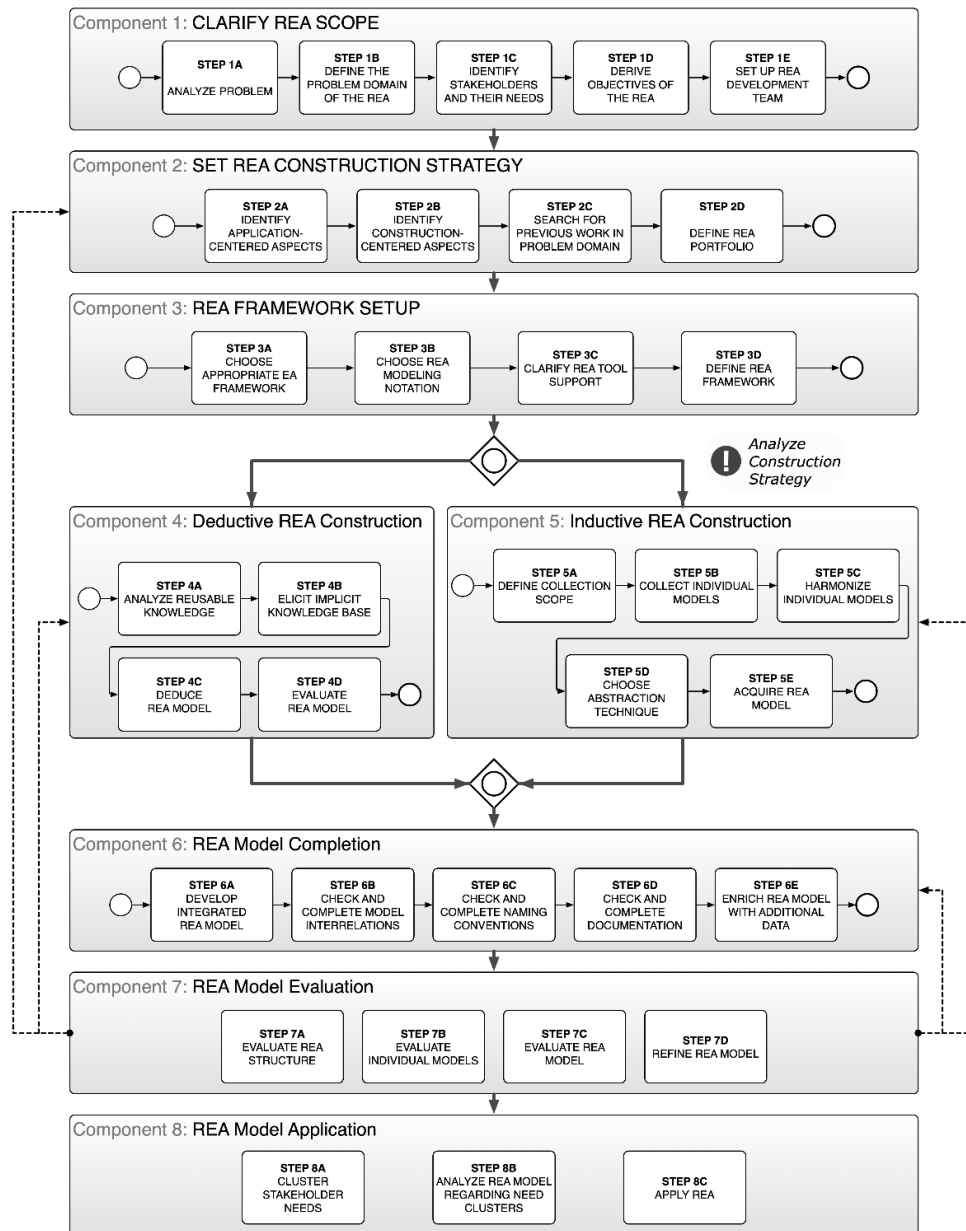 Component 1: CLARIFY REA SCOPE
STEP 1A
ANALYZE PROBLEM
STEP 1B
DEFINE THE
PROBLEM DOMAIN
OF THE REA
STEP 1C
IDENTIFY
STAKEHOLDERS
AND THEIR NEEDS
STEP 1D
DERIVE
OBJECTIVES OF
THE REA
STEP 1E
SET UP REA
DEVELOPMENT
TEAM
Component 2: SET REA CONSTRUCTION STRATEGY
STEP 2A
IDENTIFY
APPLICATION-
CENTERED ASPECTS
STEP 2B
IDENTIFY
CONSTRUCTION-
CENTERED ASPECTS
STEP 2C
SEARCH FOR
PREVIOUS WORK IN
PROBLEM DOMAIN
STEP 2D
DEFINE REA
PORTFOLIO
Component 3: REA FRAMEWORK SETUP
STEP 3A
CHOOSE
APPROPRIATE EA
FRAMEWORK
STEP 3B
CHOOSE REA
MODELING
NOTATION
STEP 3C
CLARIFY REA TOOL
SUPPORT
STEP 3D
DEFINE REA
FRAMEWORK
! Analyze
Construction
Strategy
Component 4: Deductive REA Construction
STEP 4A
ANALYZE REUSABLE
KNOWLEDGE
STEP 4B
ELICIT IMPLICIT
KNOWLEDGE BASE
STEP 4C
DEDUCE
REA MODEL
STEP 4D
EVALUATE
REA MODEL
Component 5: Inductive REA Construction
STEP 5A
DEFINE COLLECTION
SCOPE
STEP 5B
COLLECT INDIVIDUAL
MODELS
STEP 5C
HARMONIZE
INDIVIDUAL MODELS
STEP 5D
CHOOSE
ABSTRACTION
TECHNIQUE
STEP 5E
ACQUIRE REA
MODEL
Component 6: REA Model Completion
STEP 6A
DEVELOP
INTEGRATED
REA MODEL
STEP 6B
CHECK AND
COMPLETE MODEL
INTERRELATIONS
STEP 6C
CHECK AND
COMPLETE NAMING
CONVENTIONS
STEP 6D
CHECK AND
COMPLETE
DOCUMENTATION
STEP 6E
ENRICH REA MODEL
WITH ADDITIONAL
DATA
Component 7: REA Model Evaluation
STEP 7A
EVALUATE REA
STRUCTURE
STEP 7B
EVALUATE
INDIVIDUAL MODELS
STEP 7C
EVALUATE REA
MODEL
STEP 7D
REFINE REA MODEL
Component 8: REA Model Application
STEP 8A
CLUSTER
STAKEHOLDER
NEEDS
STEP 8B
ANALYZE REA MODEL
REGARDING NEED
CLUSTERS
STEP 8C
APPLY REA